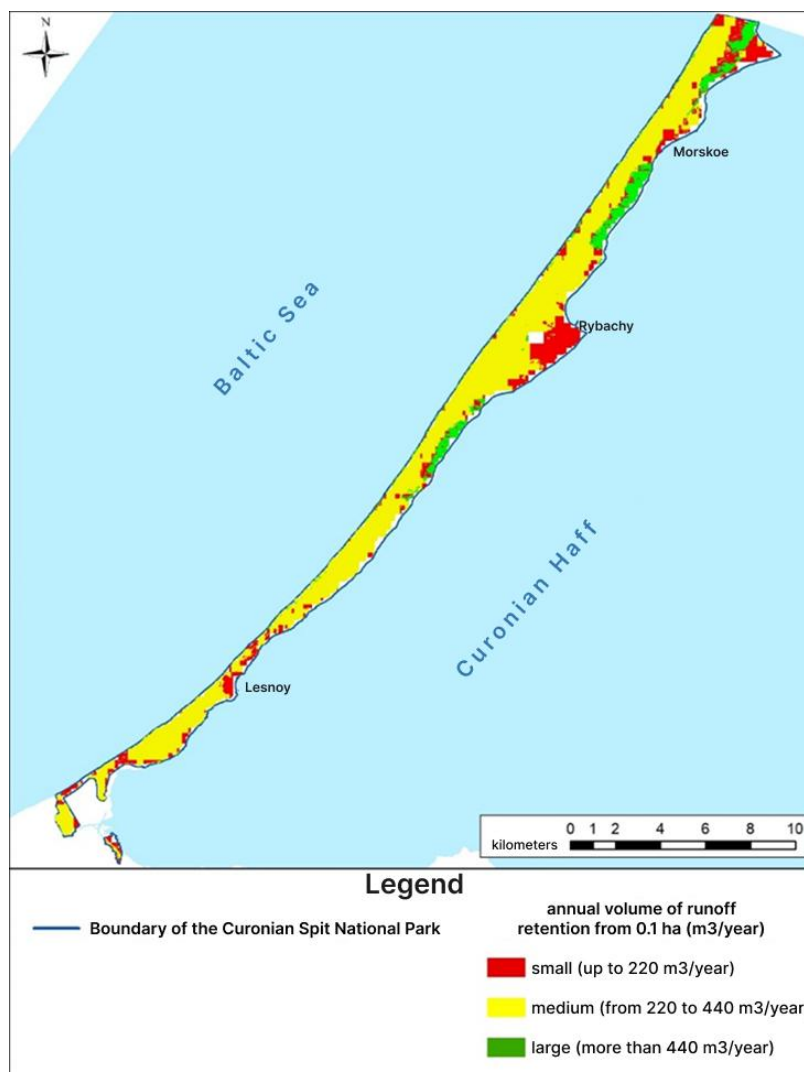 N
Morskoe
Baltic Sea
Rybachy
Curonian Haff
Lesnoy
0 1 2 4 6 8 10
kilometers
Legend
Boundary of the Curonian Spit National Park
annual volume of runoff
retention from 0.1 ha (m3/year)
small (up to 220 m3/year)
medium (from 220 to 440 m3/year
large (more than 440 m3/year)